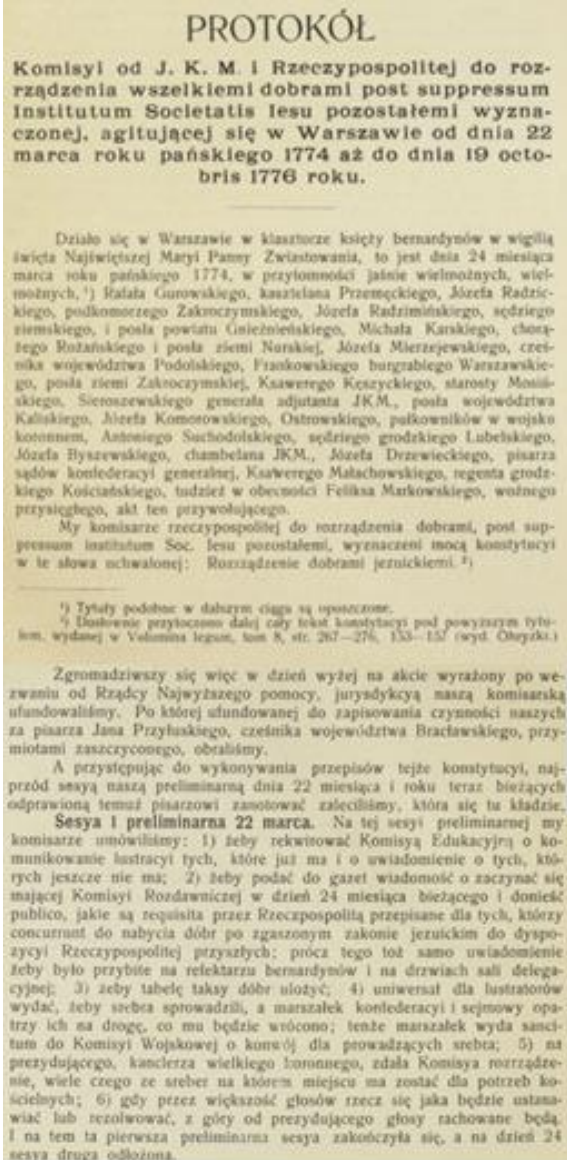 PROTOKÓŁ
Komisyi od J. K. M. i Rzeczypospolitej do roz-
rządzenia wszelkiemi dobrami post suppressum
Institutum Societatis Iesu pozostałemi wyzna-
czonej, agitującej się w Warszawie od dnia 22
marca roku pańskiego 1774 aż do dnia 19 octo-
bris 1776 roku.
Działo się w Warszawie w klasztorze księży bernardynów w wigilią
święta Najświętszej Maryi Panny Zwiastowania, to jest dnia 24 miesiąca
marca roku pańskiego 1774, w przytomności jaśnie wielmożnych, wiel-
możnych, ¹) Rafała Gurowskiego, kasztelana Przemęckiego, Józefa Radzic-
kiego, podkomorzego Zakroczymskiego, Józefa Radzimińskiego, sędziego
ziemskiego, i posła powiatu Gnieźnieńskiego, Michała Karskiego, chorą-
żego Rożańskiego i posła ziemi Nurskiej, Józefa Mierzejewskiego, cześ-
nika województwa Podolskiego, Frankowskiego burgrabiego Warszawskie-
go, posła ziemi Zakroczymskiej, Ksawerego Kęszyckiego, starosty Mosiń-
skiego, Sieroszewskiego generała adjutanta JKM., posła województwa
Kaliskiego, Józefa Komorowskiego, Ostrowskiego, pułkowników w wojsku
koronnem, Antoniego Suchodolskiego, sędziego grodzkiego Lubelskiego,
Józefa Byszewskiego, chambelana JKM., Józefa Drzewieckiego, pisarza
sądów konfederacyi generalnej, Ksawerego Małachowskiego, regenta grodz-
kiego Kościańskiego, tudzież w obecności Feliksa Markowskiego, woźnego
przysięgłego, akt ten przywołującego.
My komisarze rzeczypospolitej do rozrządzenia dobrami, post sup-
pressum institutum Soc. Iesu pozostałemi, wyznaczeni mocą konstytucyi
w te słowa uchwalonej: Rozrządzenie dobrami jezuickiemi. ²)
¹) Tytuły podobne w dalszym ciągu są opuszczone.
²) Dosłownie przytoczono dalej cały tekst konstytucyi pod powyższym tytu-
łem, wydanej w Volumina legum, tom 8, str. 267—276, 153—157 (wyd. Ohryzki.)
Zgromadziwszy się więc w dzień wyżej na akcie wyrażony po we-
zwaniu od Rządcy Najwyższego pomocy, jurysdykcyą naszą komisarską
ufundowaliśmy. Po której ufundowanej do zapisowania czynności naszych
za pisarza Jana Przyłuskiego, cześnika województwa Bracławskiego, przy-
miotami zaszczyconego, obraliśmy.
A przystępując do wykonywania przepisów tejże konstytucyi, naj-
przód sesyą naszą preliminarną dnia 22 miesiąca i roku teraz bieżących
odprawioną temuż pisarzowi zanotować zaleciliśmy, która się tu kładzie.
Sesya I preliminarna 22 marca. Na tej sesyi preliminarnej my
komisarze umówiliśmy: 1) żeby rekwirować Komisyą Edukacyjną o ko-
munikowanie lustracyi tych, które już ma i o uwiadomienie o tych, któ-
rych jeszcze nie ma; 2) żeby podać do gazet wiadomość o zaczynać się
mającej Komisyi Rozdawniczej w dzień 24 miesiąca bieżącego i donieść
publico, jakie są requisita przez Rzeczpospolitą przepisane dla tych, którzy
concurrunt do nabycia dóbr po zgaszonym zakonie jezuickim do dyspo-
zycyi Rzeczypospolitej przyszłych; prócz tego toż samo uwiadomienie
żeby było przybite na refektarzu bernardynów i na drzwiach sali delega-
cyjnej; 3) żeby tabelę taksy dóbr ułożyć; 4) uniwersał dla lustratorów
wydać, żeby srebra sprowadzili, a marszałek konfederacyi i sejmowy opa-
trzy ich na drogę, co mu będzie wrócono; tenże marszałek wyda sanci-
tum do Komisyi Wojskowej o konwój dla prowadzących srebra; 5) na
prezydującego, kanclerza wielkiego koronnego, zdała Komisya rozrządze-
nie, wiele czego ze sreber na którem miejscu ma zostać dla potrzeb ko-
ścielnych; 6) gdy przez większość głosów rzecz się jaka będzie ustana-
wiać lub rezolwować, z góry od prezydującego głosy rachowane będą.
I na tem ta pierwsza preliminarna sesya zakończyła się, a na dzień 24
sesya druga odłożona.